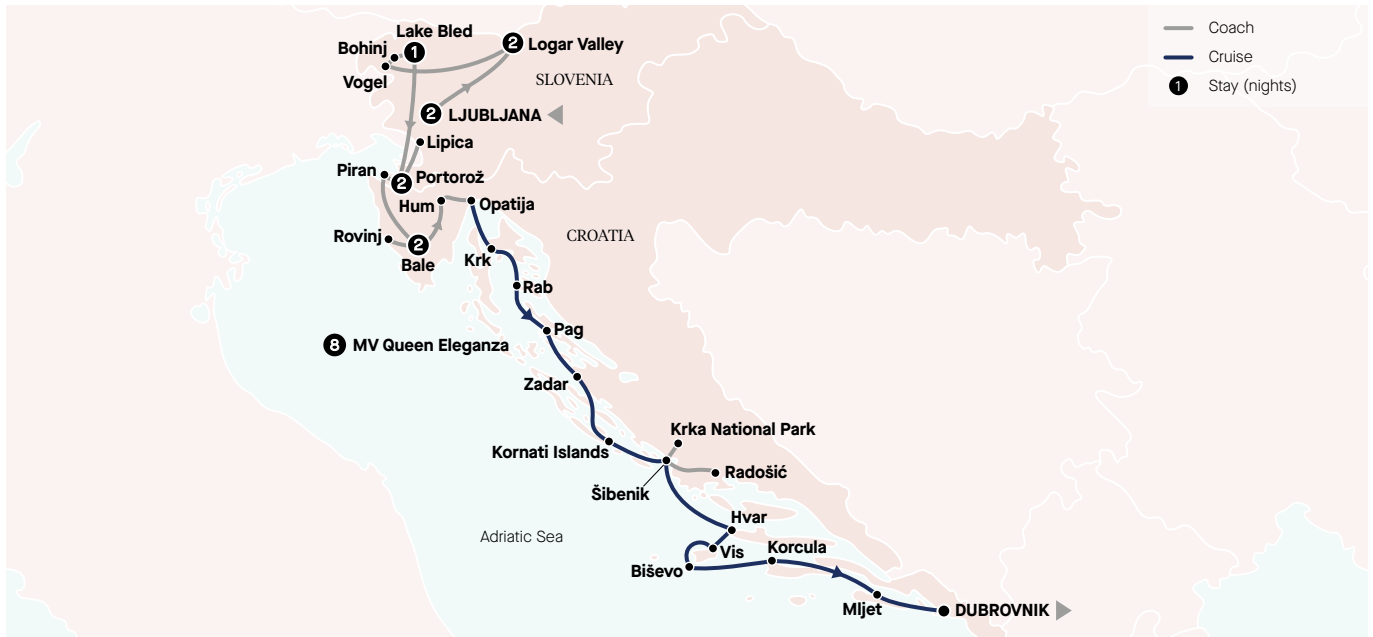 Coach
Cruise
1 Stay (nights)
Lake Bled
1
Bohinj
Vogel
2 Logar Valley
SLOVENIA
2 LJUBLJANA
Lipica
Piran
2 Portorož
Hum
Opatija
Rovinj
2
Bale
CROATIA
Krk
Rab
Pag
8 MV Queen Eleganza
Zadar
Krka National Park
Kornati Islands
Radošić
Šibenik
Hvar
Adriatic Sea
Vis
Korcula
Biševo
Mljet
DUBROVNIK